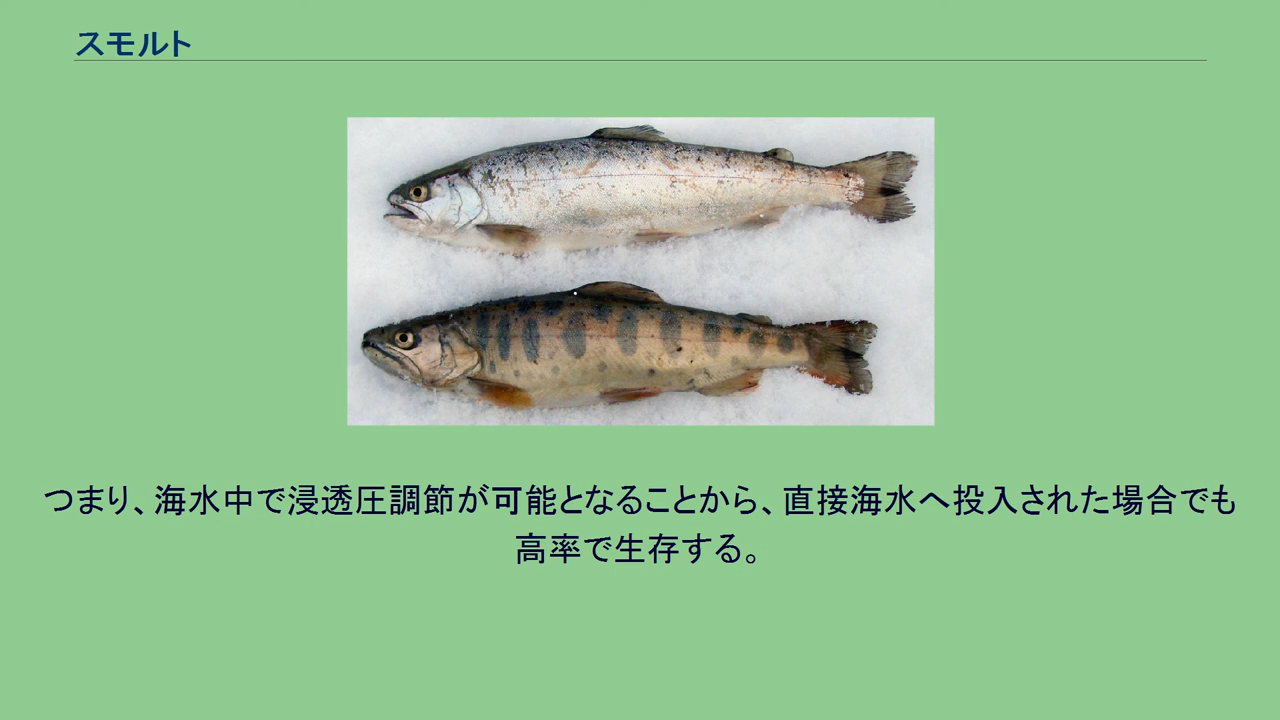 スモルト
つまり、海水中で浸透圧調節が可能となることから、直接海水へ投入された場合でも
高率で生存する。